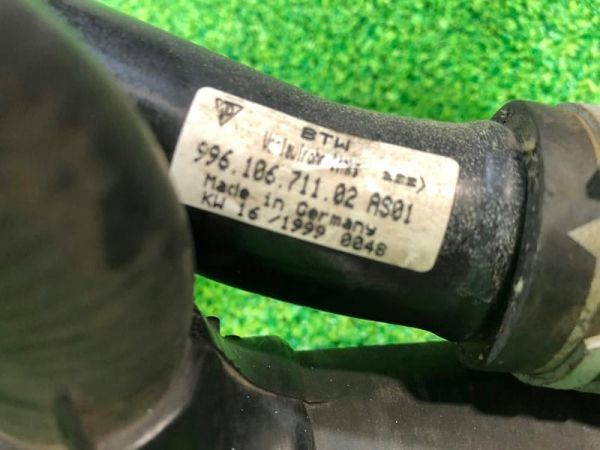 BTW
996.106.711.02 AS01
Made in Germany
KW 16 / 1999 0048